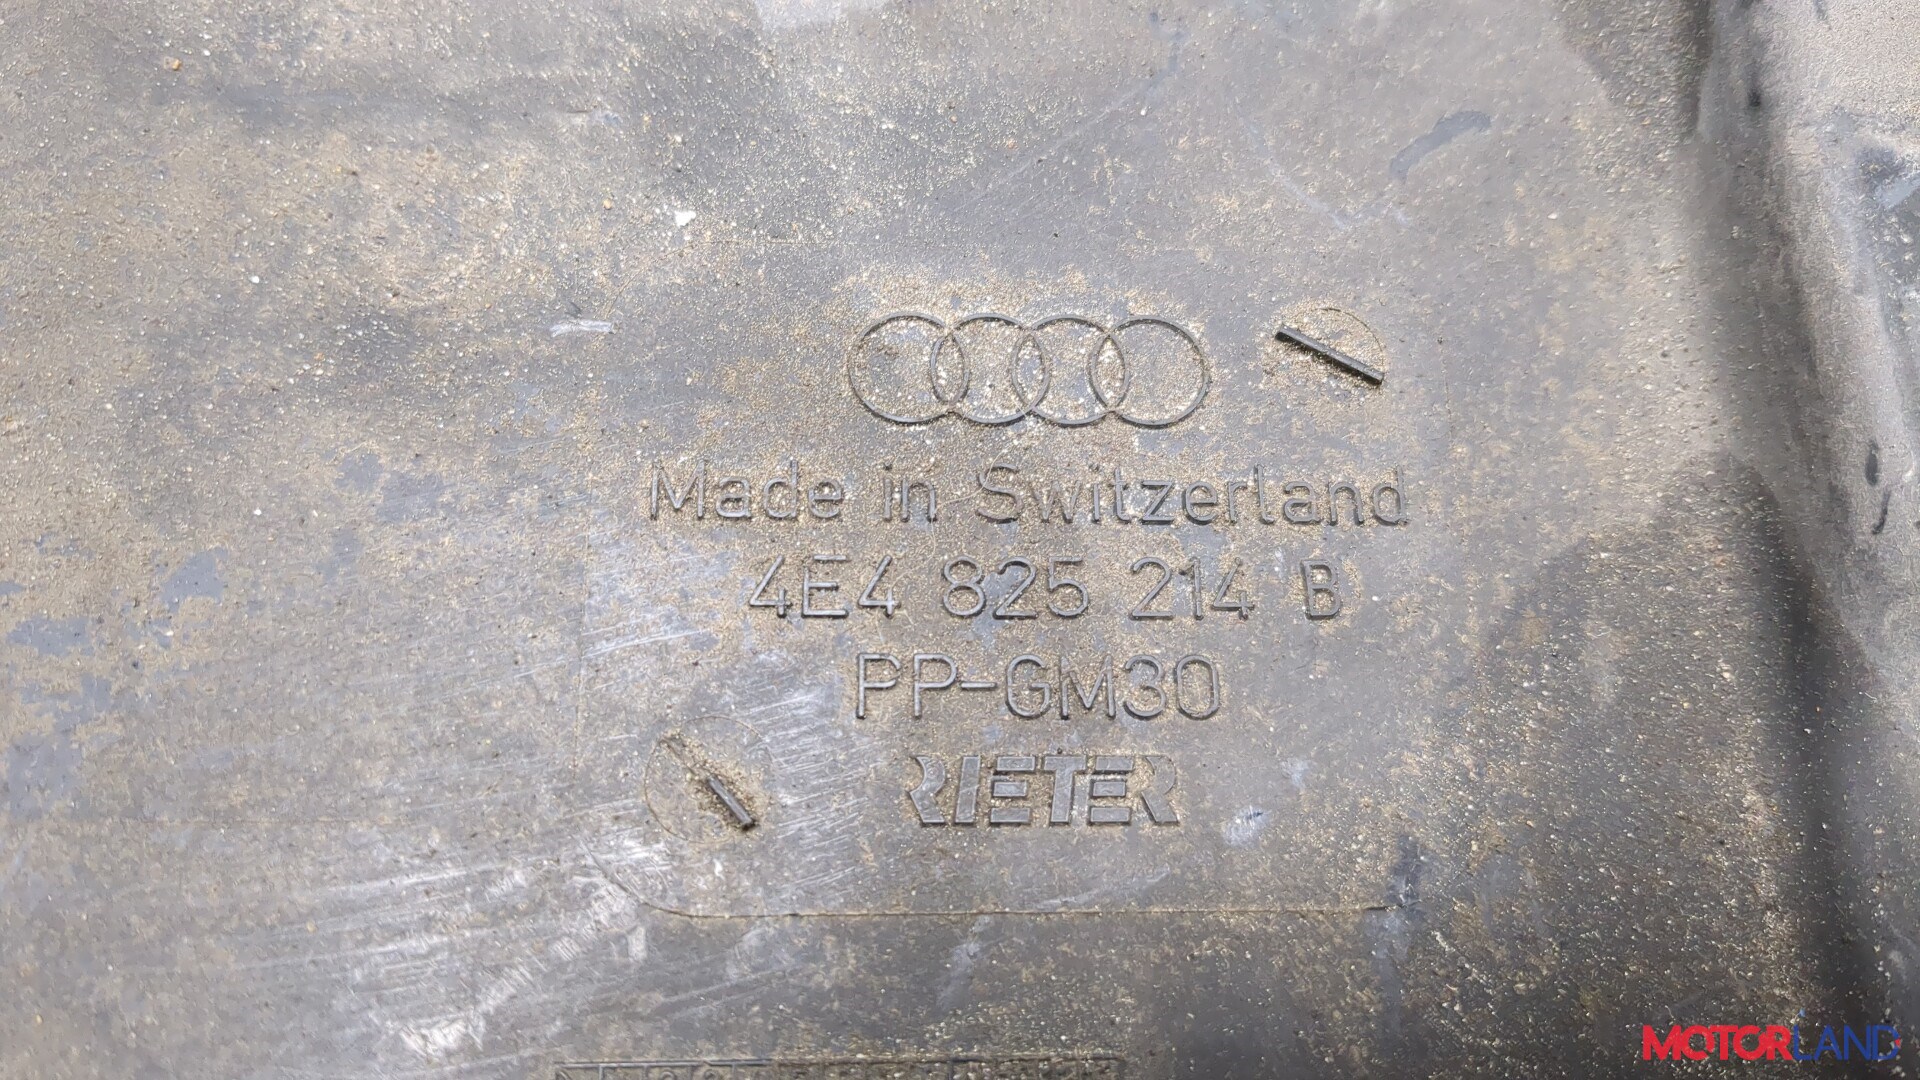 Made in Switzerland
4E4 825 214 B
PP-GM30
RIETER
MOTORLAND